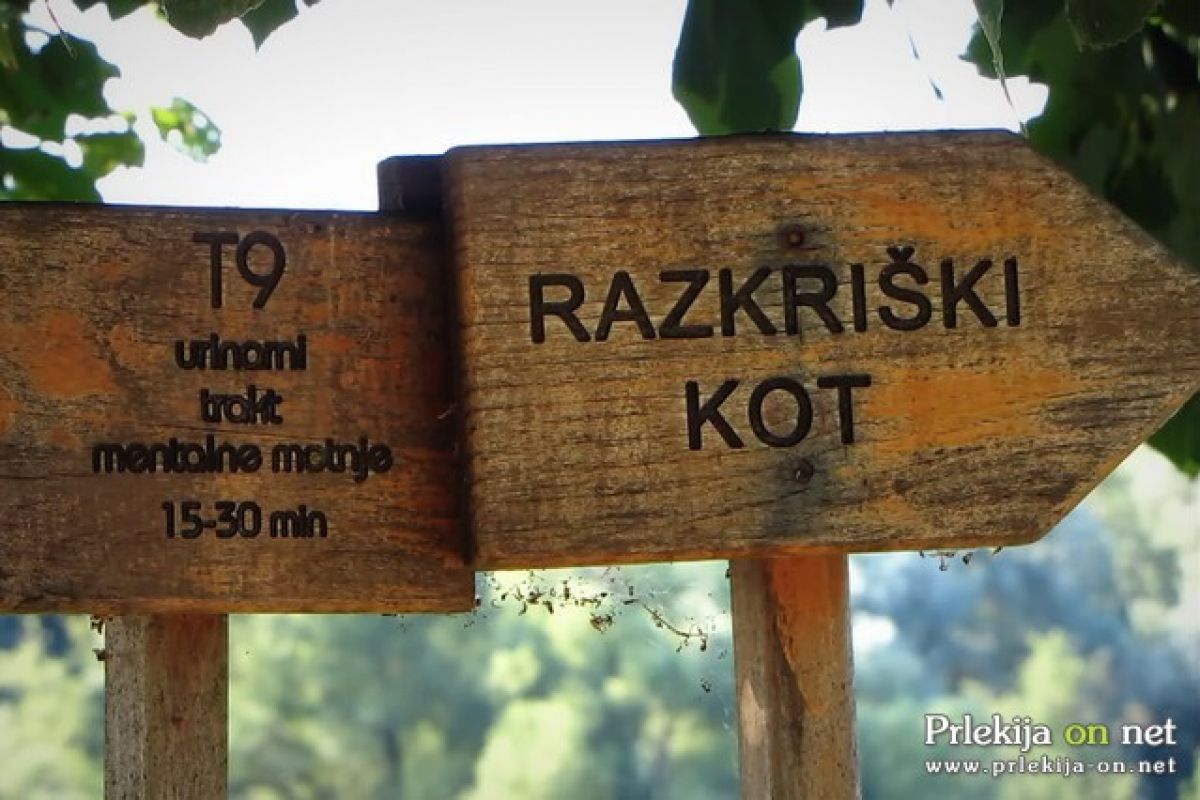 T9
urinarni
trakt
mentalne motnje
15-30 min
RAZKRIŠKI
KOT
Prlekija on net
www.prlekija-on.net